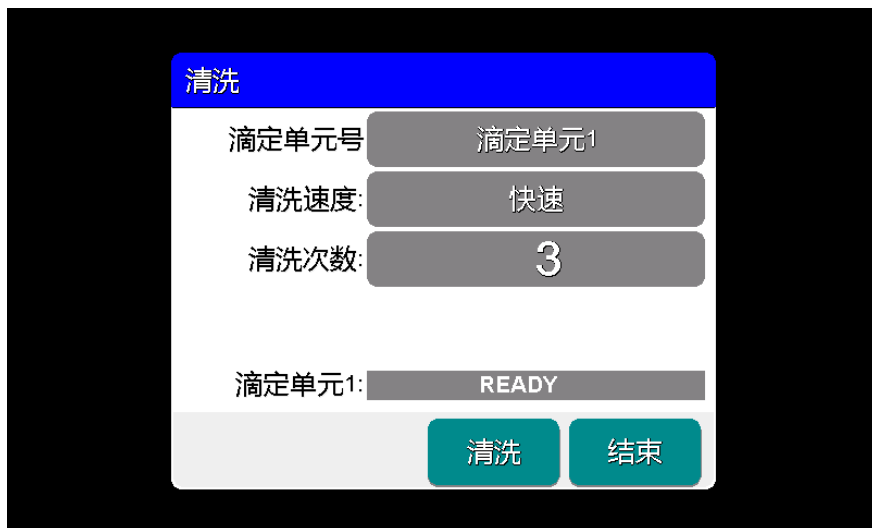 清洗
滴定单元号 滴定单元1
清洗速度: 快速
清洗次数: 3
滴定单元1: READY
清洗 结束